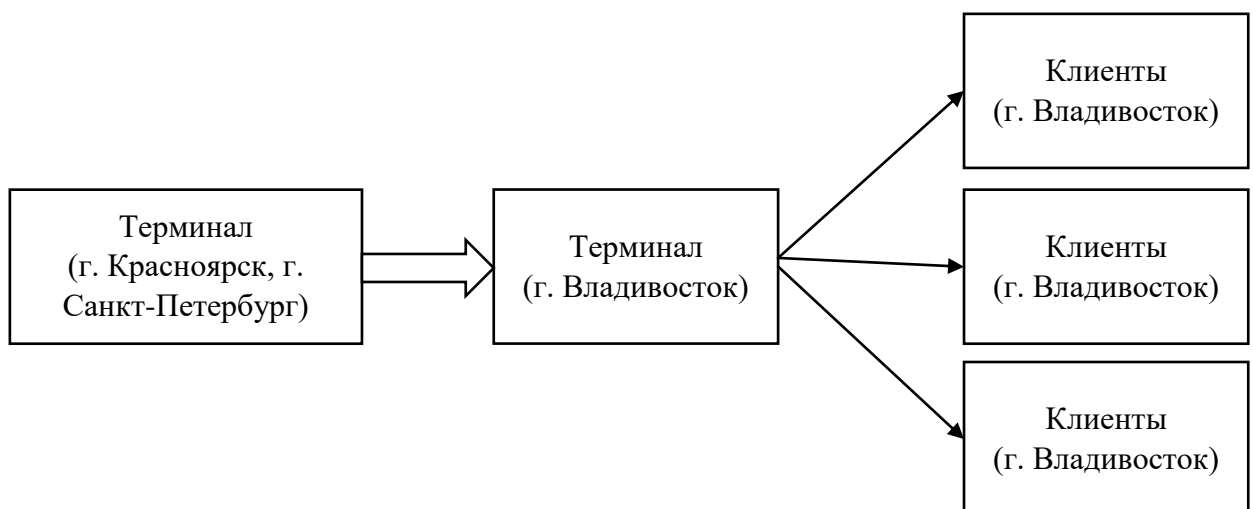 Терминал
(г. Красноярск, г.
Санкт-Петербург)
Терминал
(г. Владивосток)
Клиенты
(г. Владивосток)
Клиенты
(г. Владивосток)
Клиенты
(г. Владивосток)